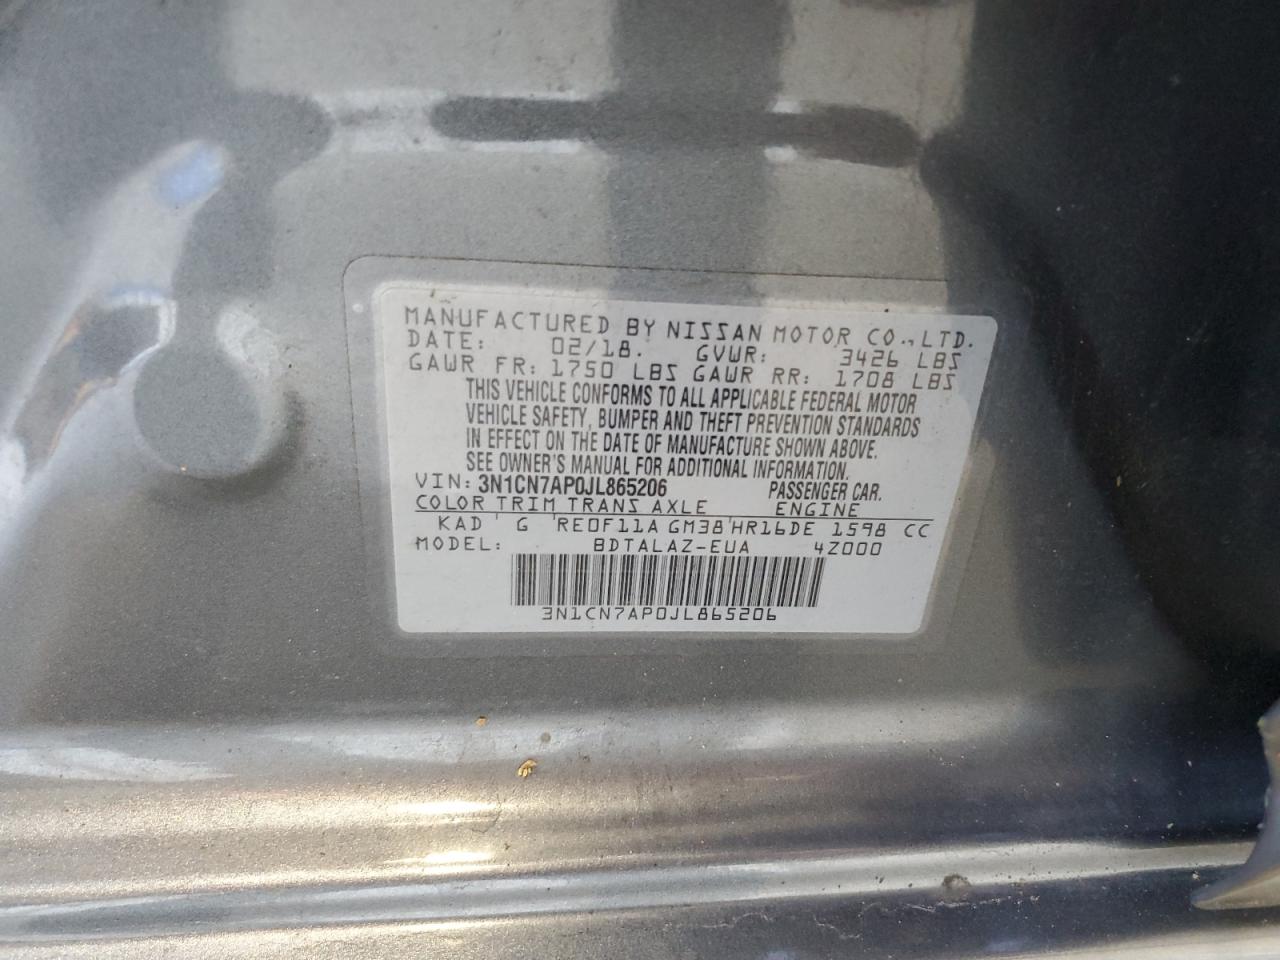 MANUFACTURED BY NISSAN MOTOR CO., LTD.
DATE: 02/18. GVWR: 3426 LBS
GAWR FR: 1750 LBS GAWR RR: 1708 LBS
THIS VEHICLE CONFORMS TO ALL APPLICABLE FEDERAL MOTOR
VEHICLE SAFETY, BUMPER AND THEFT PREVENTION STANDARDS
IN EFFECT ON THE DATE OF MANUFACTURE SHOWN ABOVE.
SEE OWNER'S MANUAL FOR ADDITIONAL INFORMATION.
VIN: 3N1CN7AP0JL865206 PASSENGER CAR.
COLOR TRIM TRANS AXLE ENGINE
KAD ' G ' RE0F11A GM38 ' HR16DE 1598 CC
MODEL: BDTALAZ-EUA 4Z000
3N1CN7AP0JL865206